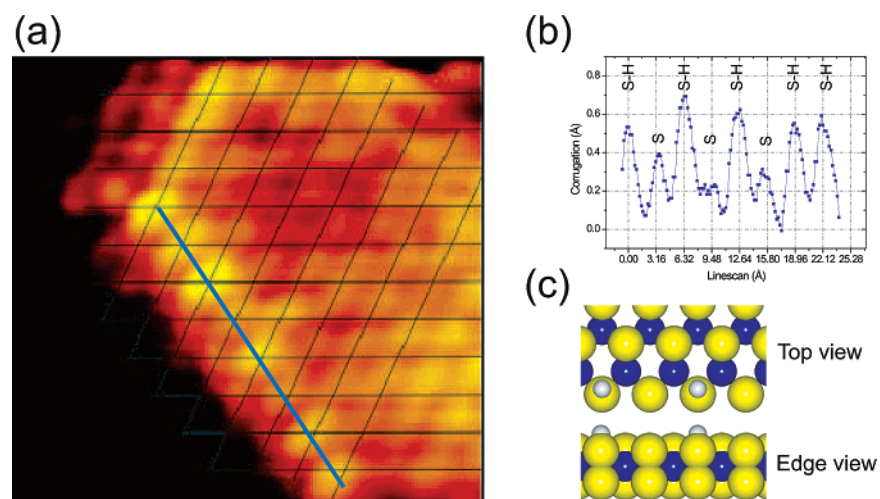 (a)
(b)
S-H
S
S-H
S
S-H
S
S-H
S-H
0.8
0.6
0.4
0.2
0.0
Corrugation (Å)
0.00 3.16 6.32 9.48 12.64 15.80 18.96 22.12 25.28
Linescan (Å)
(c)
Top view
Edge view